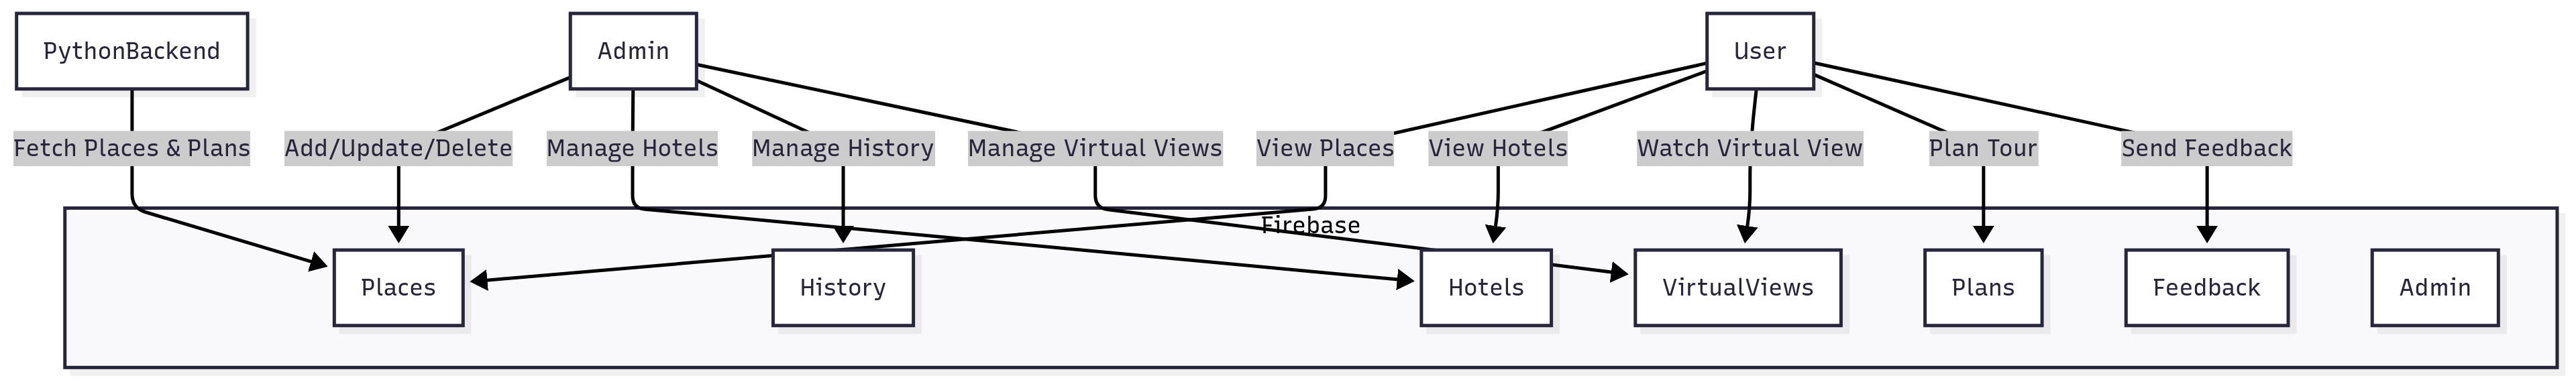 PythonBackend
Admin
User
Fetch Places & Plans
Add/Update/Delete
Manage Hotels
Manage History
Manage Virtual Views
View Places
View Hotels
Watch Virtual View
Plan Tour
Send Feedback
Firebase
Places
History
Hotels
VirtualViews
Plans
Feedback
Admin